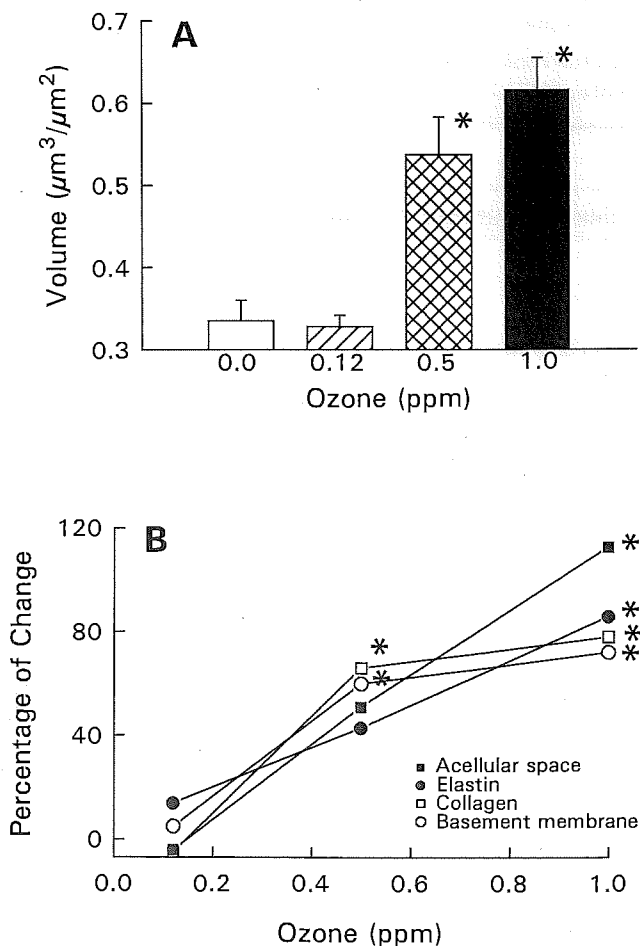 A
0.7
0.6
0.5
0.4
0.3
Volume (µm³/µm²)
*
*
0.0 0.12 0.5 1.0
Ozone (ppm)
B
120
80
40
0
Percentage of Change
*
*
*
*
*
*
Acellular space
Elastin
Collagen
Basement membrane
0.0 0.2 0.4 0.6 0.8 1.0
Ozone (ppm)